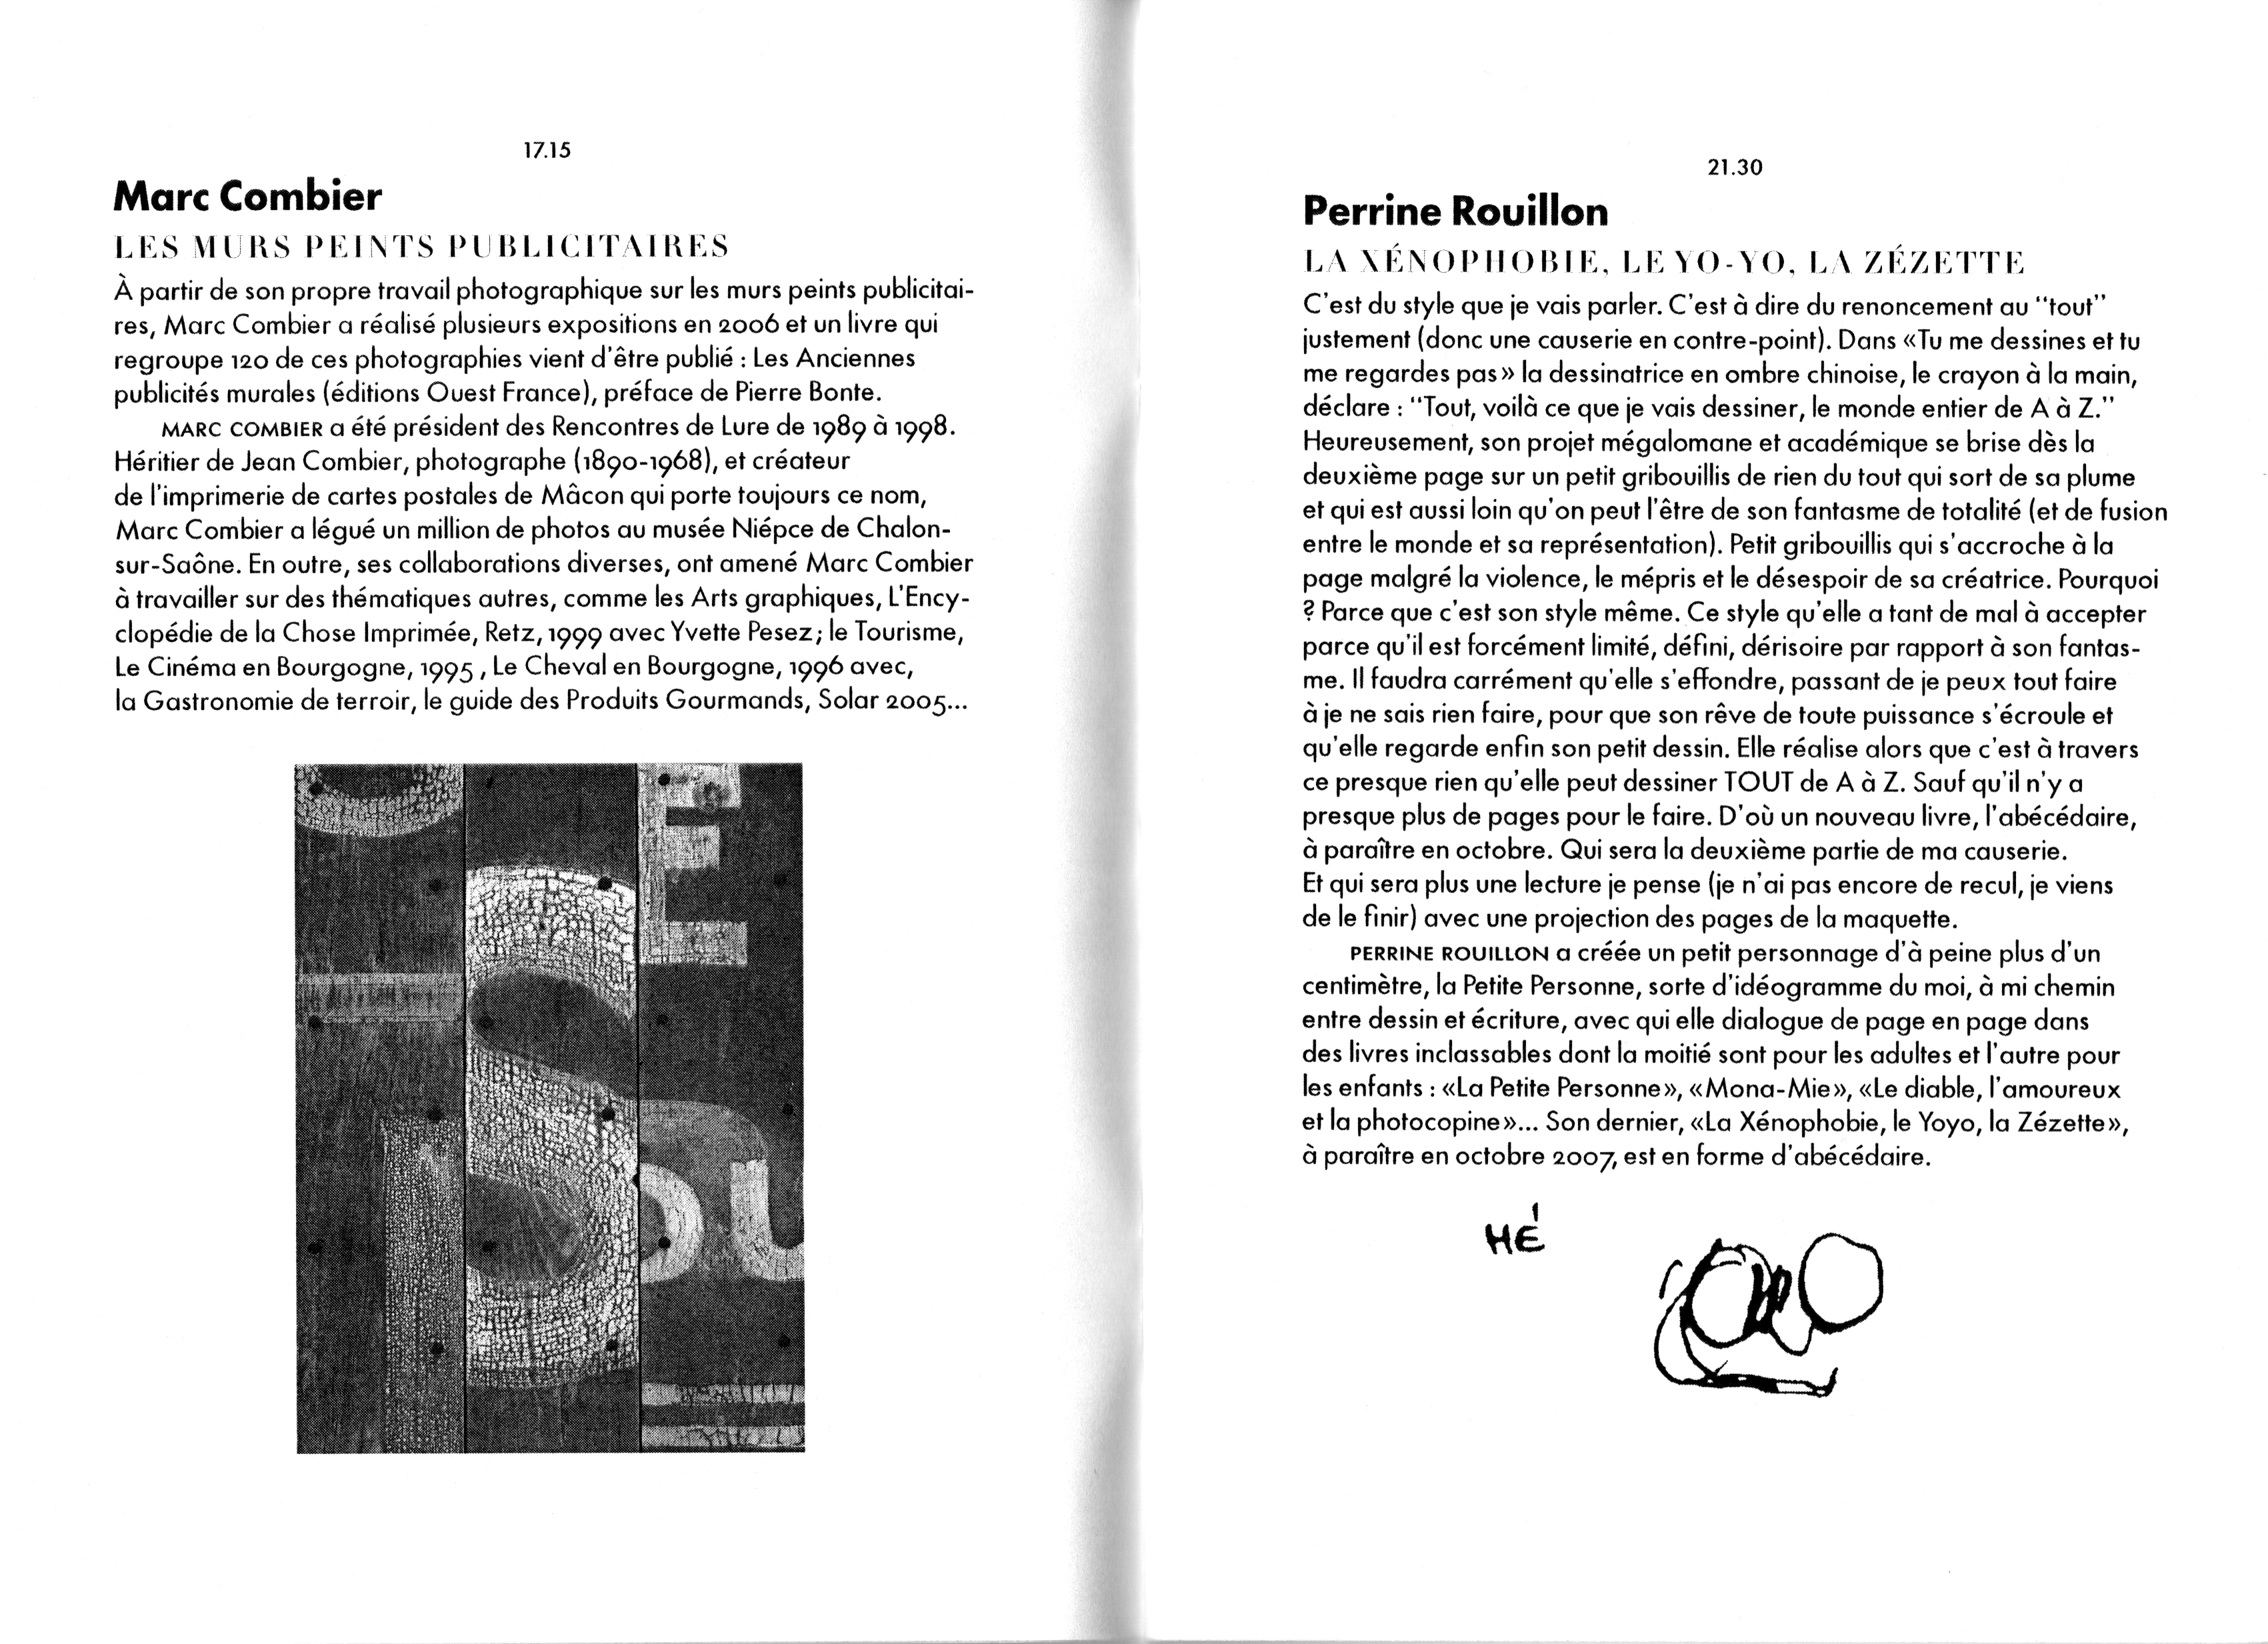 17.15
Marc Combier
LES MURS PEINTS PUBLICITAIRES
À partir de son propre travail photographique sur les murs peints publicitai-
res, Marc Combier a réalisé plusieurs expositions en 2006 et un livre qui
regroupe 120 de ces photographies vient d'être publié : Les Anciennes
publicités murales (éditions Ouest France), préface de Pierre Bonte.
MARC COMBIER a été président des Rencontres de Lure de 1989 à 1998.
Héritier de Jean Combier, photographe (1890-1968), et créateur
de l'imprimerie de cartes postales de Mâcon qui porte toujours ce nom,
Marc Combier a légué un million de photos au musée Niépce de Chalon-
sur-Saône. En outre, ses collaborations diverses, ont amené Marc Combier
à travailler sur des thématiques autres, comme les Arts graphiques, L'Ency-
clopédie de la Chose Imprimée, Retz, 1999 avec Yvette Pesez; le Tourisme,
Le Cinéma en Bourgogne, 1995 , Le Cheval en Bourgogne, 1996 avec,
la Gastronomie de terroir, le guide des Produits Gourmands, Solar 2005...
21.30
Perrine Rouillon
LA XÉNOPHOBIE, LE YO-YO, LA ZÉZETTE
C'est du style que je vais parler. C'est à dire du renoncement au "tout"
justement (donc une causerie en contre-point). Dans «Tu me dessines et tu
me regardes pas» la dessinatrice en ombre chinoise, le crayon à la main,
déclare : "Tout, voilà ce que je vais dessiner, le monde entier de A à Z."
Heureusement, son projet mégalomane et académique se brise dès la
deuxième page sur un petit gribouillis de rien du tout qui sort de sa plume
et qui est aussi loin qu'on peut l'être de son fantasme de totalité (et de fusion
entre le monde et sa représentation). Petit gribouillis qui s'accroche à la
page malgré la violence, le mépris et le désespoir de sa créatrice. Pourquoi
? Parce que c'est son style même. Ce style qu'elle a tant de mal à accepter
parce qu'il est forcément limité, défini, dérisoire par rapport à son fantas-
me. Il faudra carrément qu'elle s'effondre, passant de je peux tout faire
à je ne sais rien faire, pour que son rêve de toute puissance s'écroule et
qu'elle regarde enfin son petit dessin. Elle réalise alors que c'est à travers
ce presque rien qu'elle peut dessiner TOUT de A à Z. Sauf qu'il n'y a
presque plus de pages pour le faire. D'où un nouveau livre, l'abécédaire,
à paraître en octobre. Qui sera la deuxième partie de ma causerie.
Et qui sera plus une lecture je pense (je n'ai pas encore de recul, je viens
de le finir) avec une projection des pages de la maquette.
PERRINE ROUILLON a créée un petit personnage d'à peine plus d'un
centimètre, la Petite Personne, sorte d'idéogramme du moi, à mi chemin
entre dessin et écriture, avec qui elle dialogue de page en page dans
des livres inclassables dont la moitié sont pour les adultes et l'autre pour
les enfants : «La Petite Personne», «Mona-Mie», «Le diable, l'amoureux
et la photocopine»... Son dernier, «La Xénophobie, le Yoyo, la Zézette»,
à paraître en octobre 2007, est en forme d'abécédaire.
HÉ